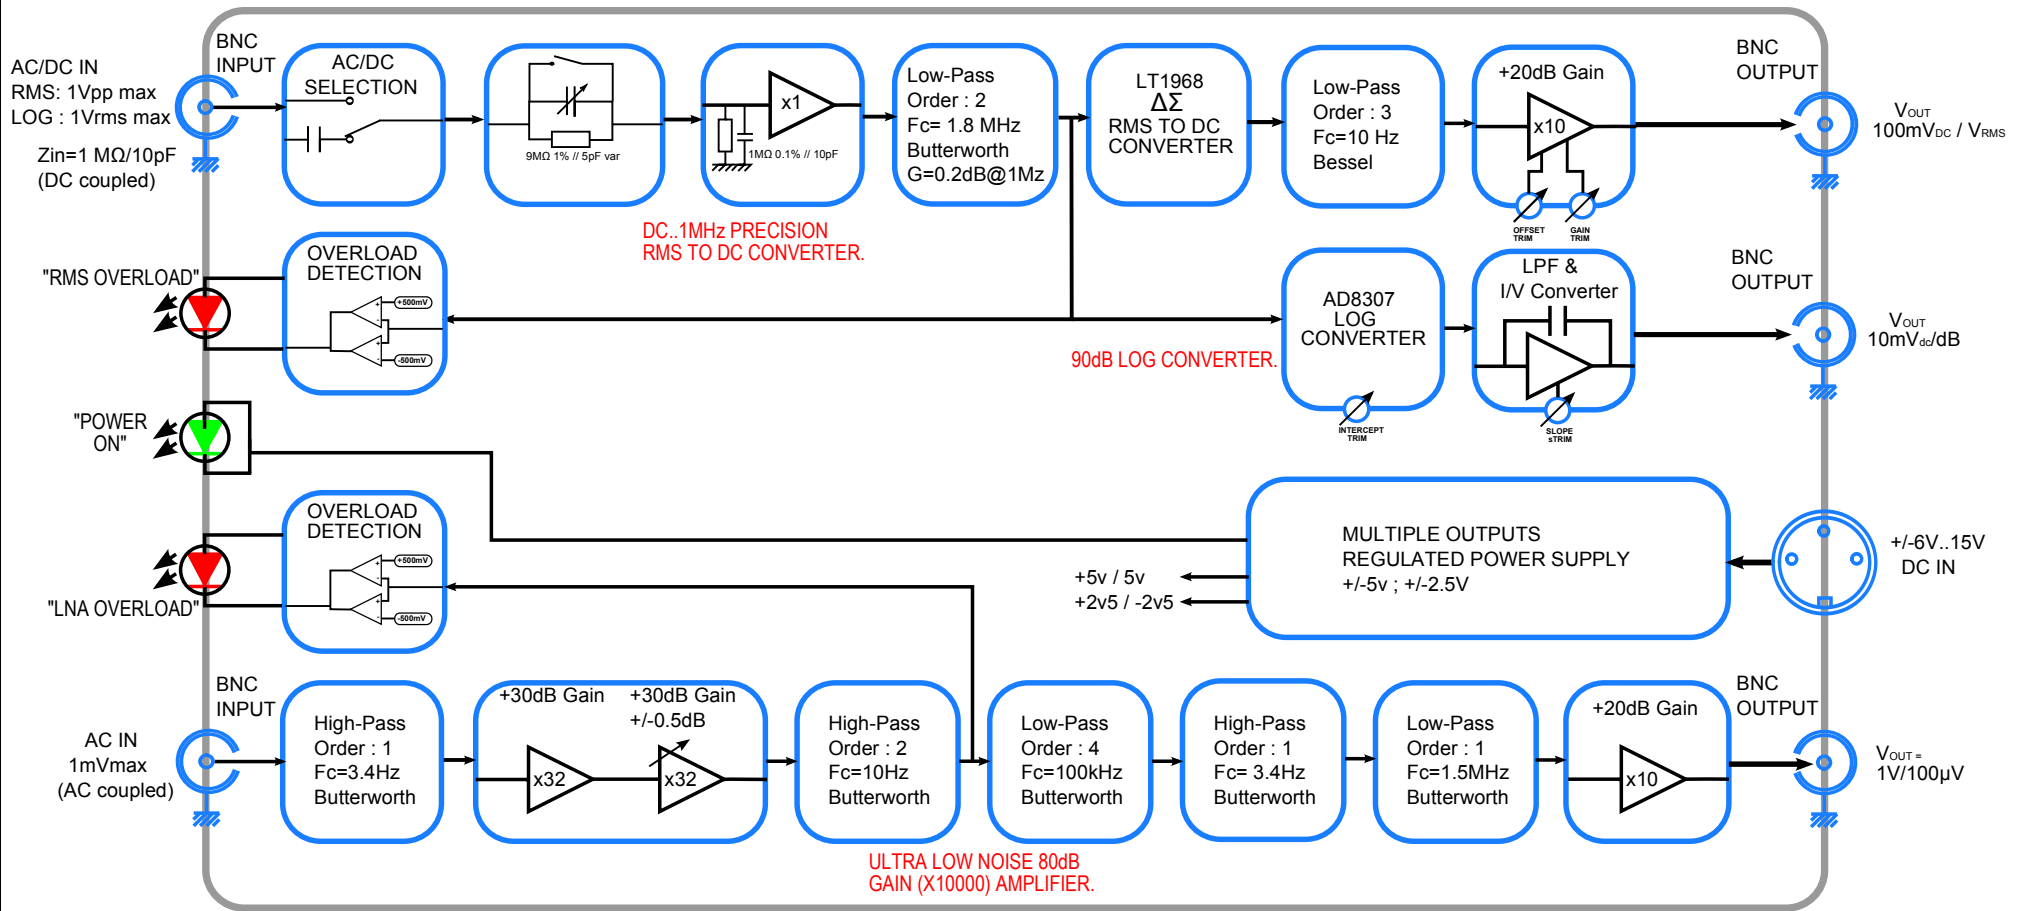 AC/DC IN
RMS: 1Vpp max
LOG : 1Vrms max
Zin=1 MΩ/10pF
(DC coupled)
BNC
INPUT
AC/DC
SELECTION
9MΩ 1% // 5pF var
x1
1MΩ 0.1% // 10pF
Low-Pass
Order : 2
Fc= 1.8 MHz
Butterworth
G=0.2dB@1Mz
LT1968
ΔΣ
RMS TO DC
CONVERTER
Low-Pass
Order : 3
Fc=10 Hz
Bessel
+20dB Gain
x10
OFFSET
TRIM
GAIN
TRIM
BNC
OUTPUT
VOUT
100mVDC / VRMS
DC..1MHz PRECISION
RMS TO DC CONVERTER.
"RMS OVERLOAD"
OVERLOAD
DETECTION
+500mV
+
-
+
-
-500mV
90dB LOG CONVERTER.
AD8307
LOG
CONVERTER
INTERCEPT
TRIM
LPF &
I/V Converter
SLOPE
sTRIM
BNC
OUTPUT
VOUT
10mVdc/dB
"POWER
ON"
"LNA OVERLOAD"
OVERLOAD
DETECTION
+500mV
+
-
+
-
-500mV
+5v / 5v
+2v5 / -2v5
MULTIPLE OUTPUTS
REGULATED POWER SUPPLY
+/-5v ; +/-2.5V
+/-6V..15V
DC IN
AC IN
1mVmax
(AC coupled)
BNC
INPUT
High-Pass
Order : 1
Fc=3.4Hz
Butterworth
+30dB Gain
x32
+30dB Gain
+/-0.5dB
x32
High-Pass
Order : 2
Fc=10Hz
Butterworth
Low-Pass
Order : 4
Fc=100kHz
Butterworth
High-Pass
Order : 1
Fc= 3.4Hz
Butterworth
Low-Pass
Order : 1
Fc=1.5MHz
Butterworth
+20dB Gain
x10
BNC
OUTPUT
VOUT =
1V/100µV
ULTRA LOW NOISE 80dB
GAIN (X10000) AMPLIFIER.